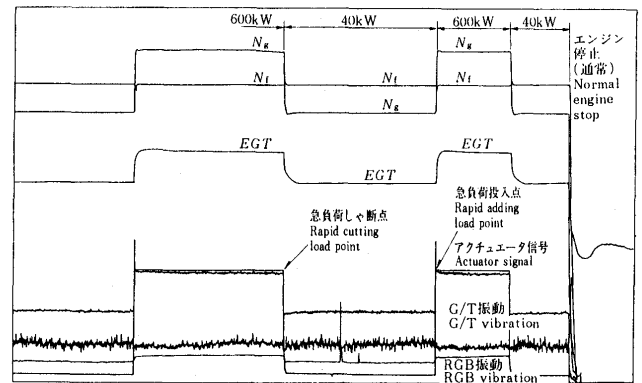 600kW
40kW
600kW
40kW
Ng
Ng
エンジン
停止
(通常)
Normal
engine
stop
Nf
Nf
Nf
Ng
EGT
EGT
EGT
急負荷しゃ断点
Rapid cutting
load point
急負荷投入点
Rapid adding
load point
アクチュエータ信号
Actuator signal
G/T振動
G/T vibration
RGB振動
RGB vibration